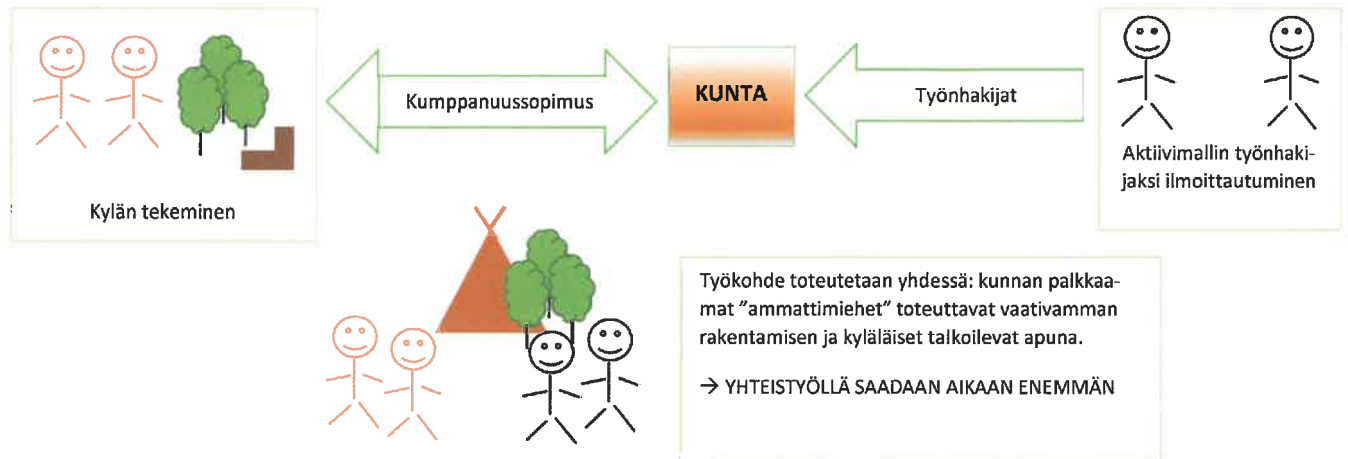 Kumppanuussopimus
KUNTA
Työnhakijat
Aktiivimallin työnhaki-
jaksi ilmoittautuminen
Kylän tekeminen
Työkohde toteutetaan yhdessä: kunnan palkkaa-
mat ”ammattimiehet” toteuttavat vaativamman
rakentamisen ja kyläläiset talkoilevat apuna.
→ YHTEISTYÖLLÄ SAADAAN AIKAAN ENEMMÄN